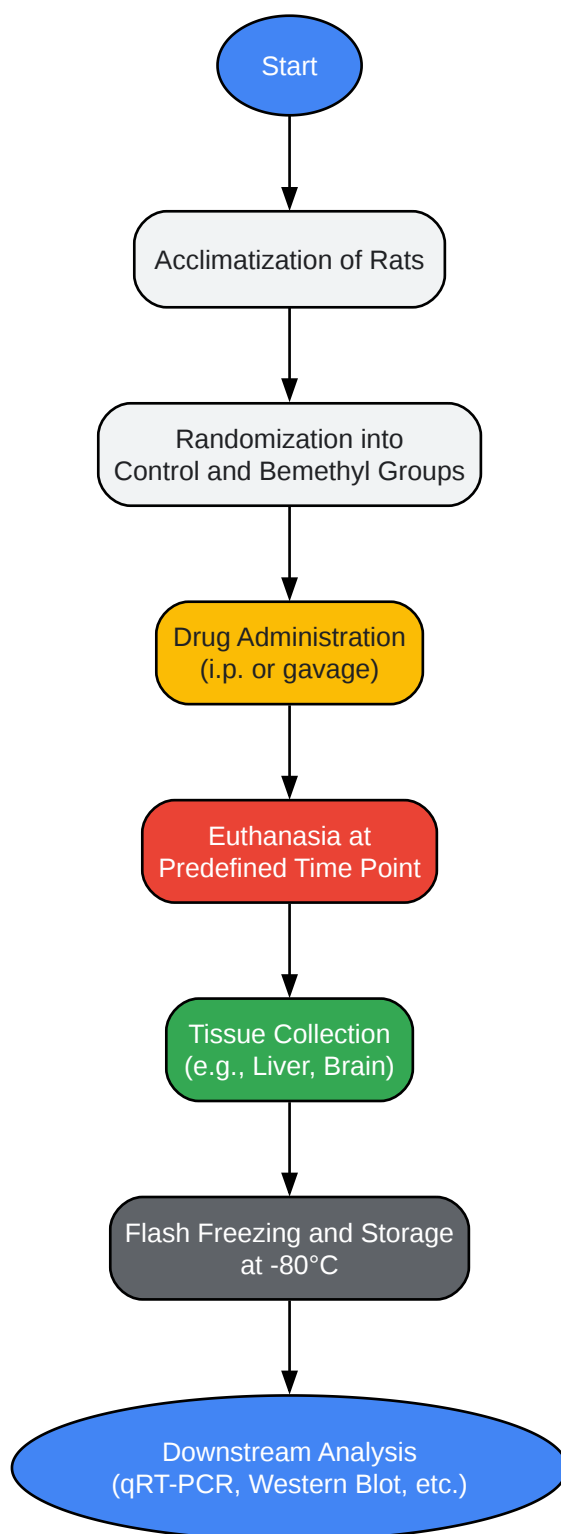 Start
Acclimatization of Rats
Randomization into
Control and Bemethyl Groups
Drug Administration
(i.p. or gavage)
Euthanasia at
Predefined Time Point
Tissue Collection
(e.g., Liver, Brain)
Flash Freezing and Storage
at -80°C
Downstream Analysis
(qRT-PCR, Western Blot, etc.)